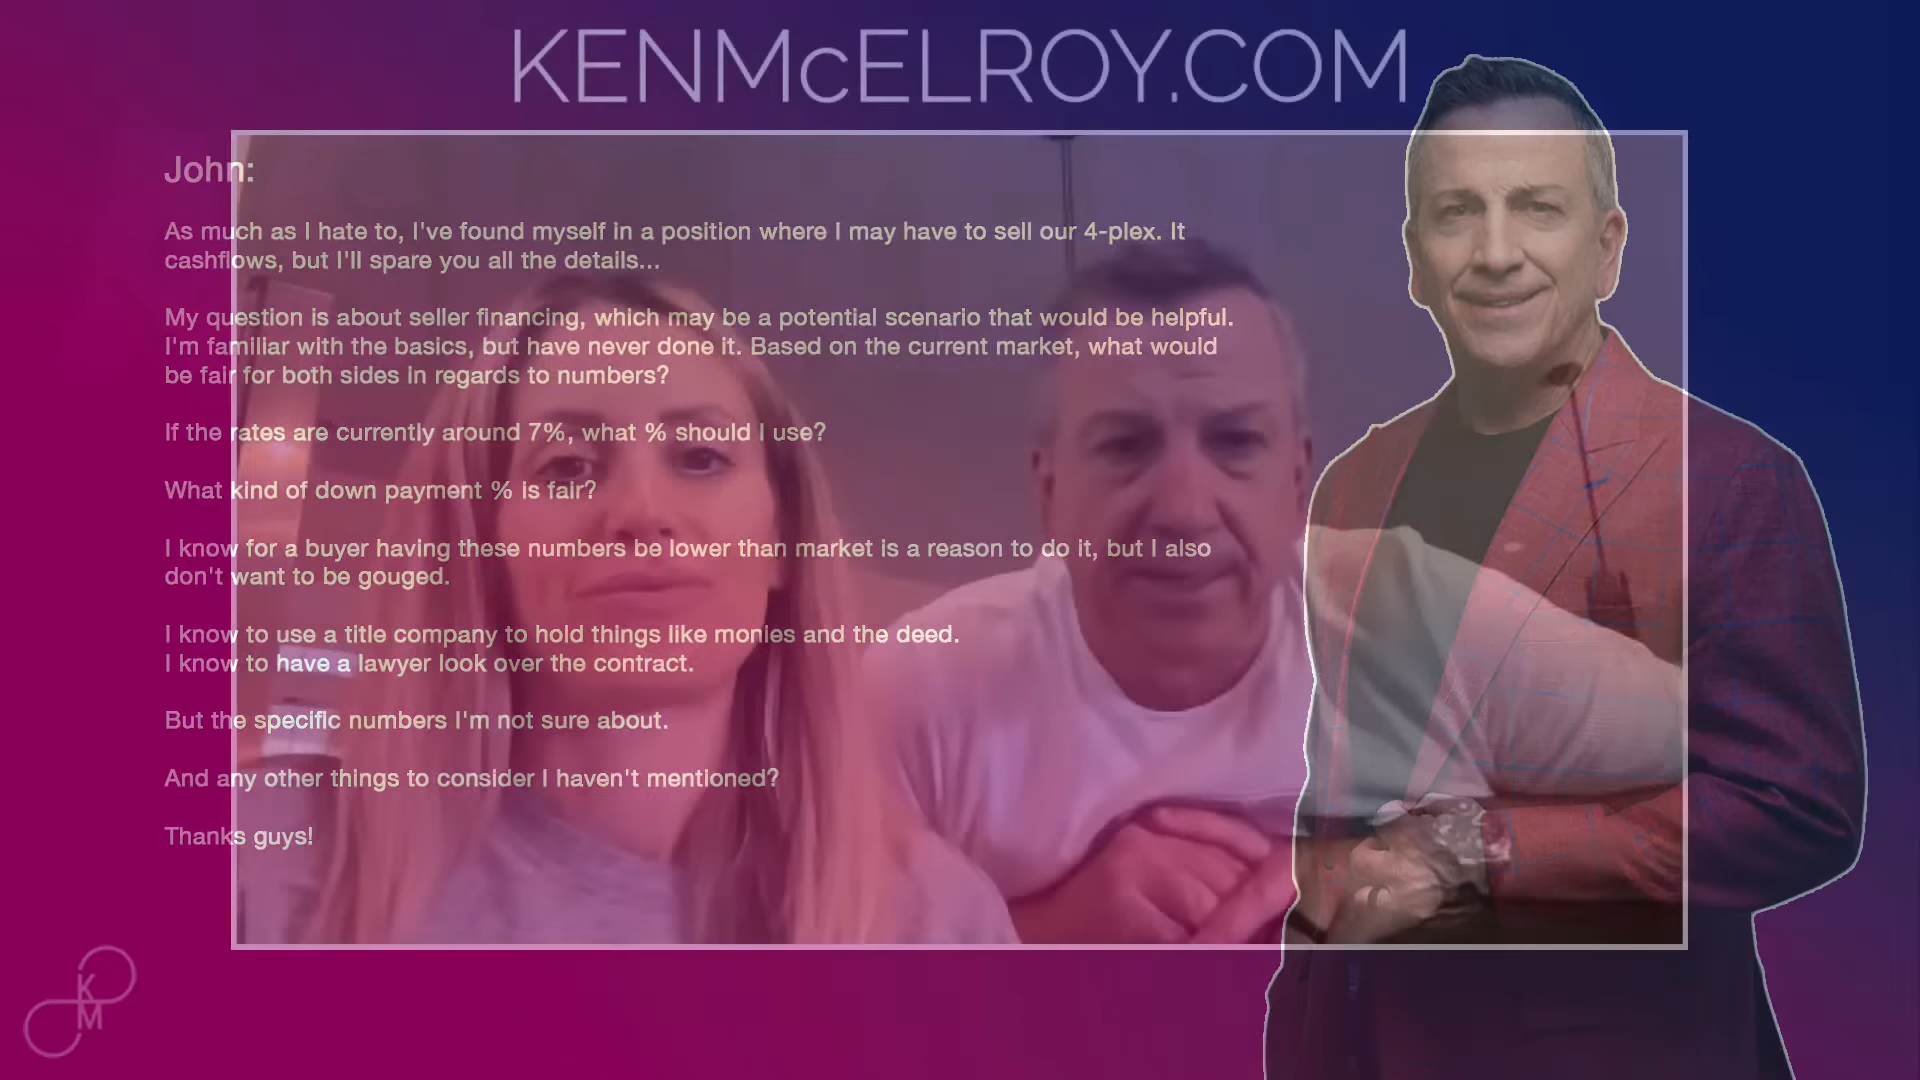 KENMcELROY.COM
John:
As much as I hate to, I've found myself in a position where I may have to sell our 4-plex. It
cashflows, but I'll spare you all the details...
My question is about seller financing, which may be a potential scenario that would be helpful.
I'm familiar with the basics, but have never done it. Based on the current market, what would
be fair for both sides in regards to numbers?
If the rates are currently around 7%, what % should I use?
What kind of down payment % is fair?
I know for a buyer having these numbers be lower than market is a reason to do it, but I also
don't want to be gouged.
I know to use a title company to hold things like monies and the deed.
I know to have a lawyer look over the contract.
But the specific numbers I'm not sure about.
And any other things to consider I haven't mentioned?
Thanks guys!
K
M